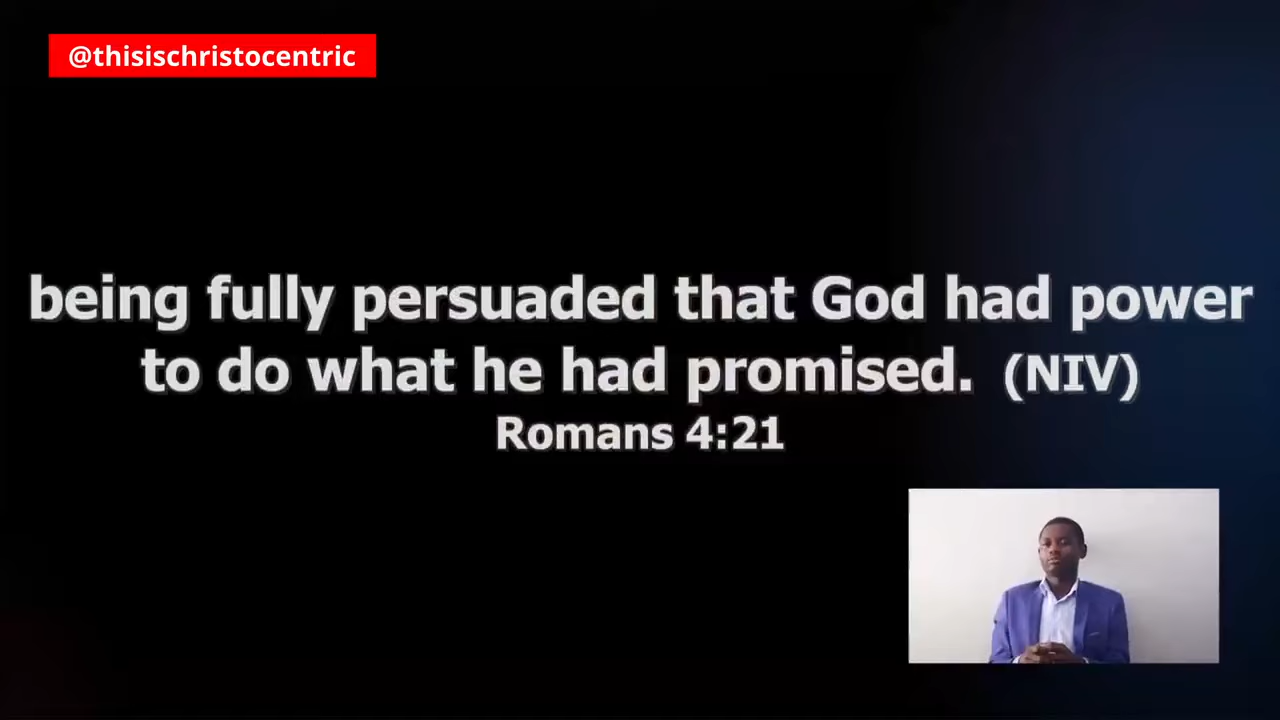 @thisischristocentric
being fully persuaded that God had power
to do what he had promised. (NIV)
Romans 4:21